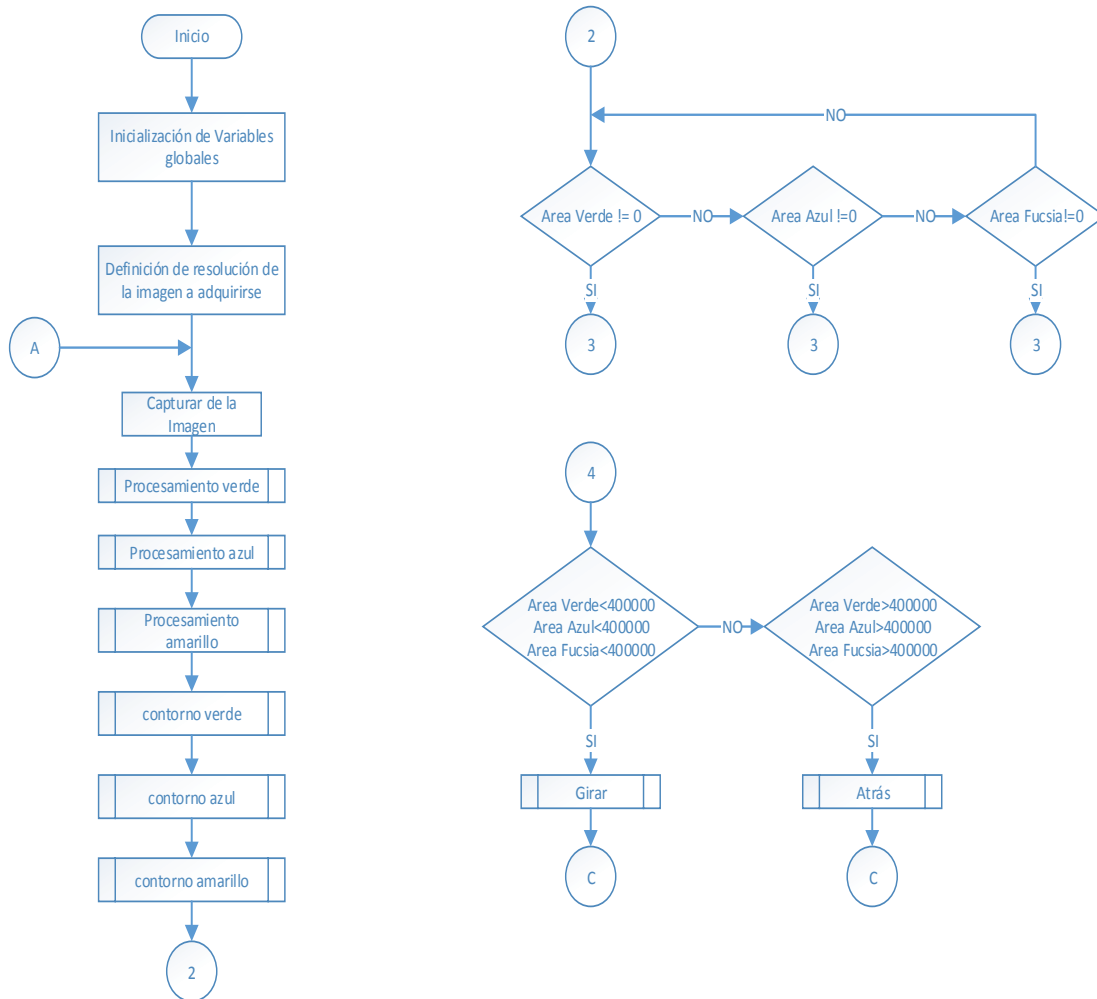 Inicio
Inicialización de Variables
globales
Definición de resolución de
la imagen a adquirirse
A
Capturar de la
Imagen
Procesamiento verde
Procesamiento azul
Procesamiento
amarillo
contorno verde
contorno azul
contorno amarillo
2
2
NO
Area Verde != 0
NO
Area Azul !=0
NO
Area Fucsia!=0
SI
SI
SI
3
3
3
4
Area Verde<400000
Area Azul<400000
Area Fucsia<400000
NO
Area Verde>400000
Area Azul>400000
Area Fucsia>400000
SI
SI
Girar
Atrás
C
C